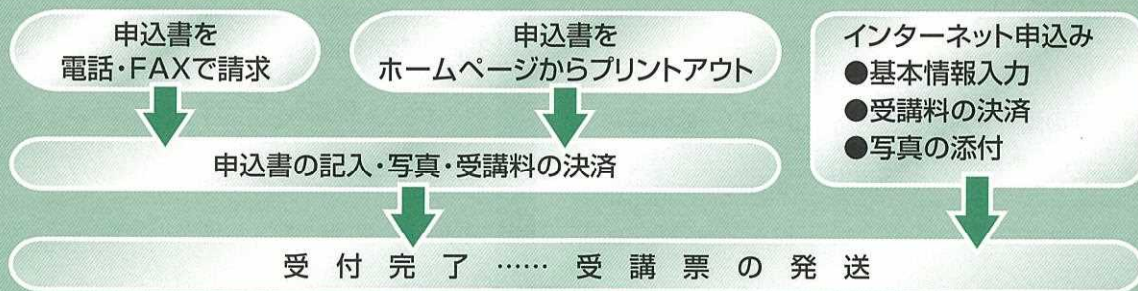 申込書を
電話・FAXで請求
申込書を
ホームページからプリントアウト
インターネット申込み
●基本情報入力
●受講料の決済
●写真の添付
申込書の記入・写真・受講料の決済
受付完了……受講票の発送